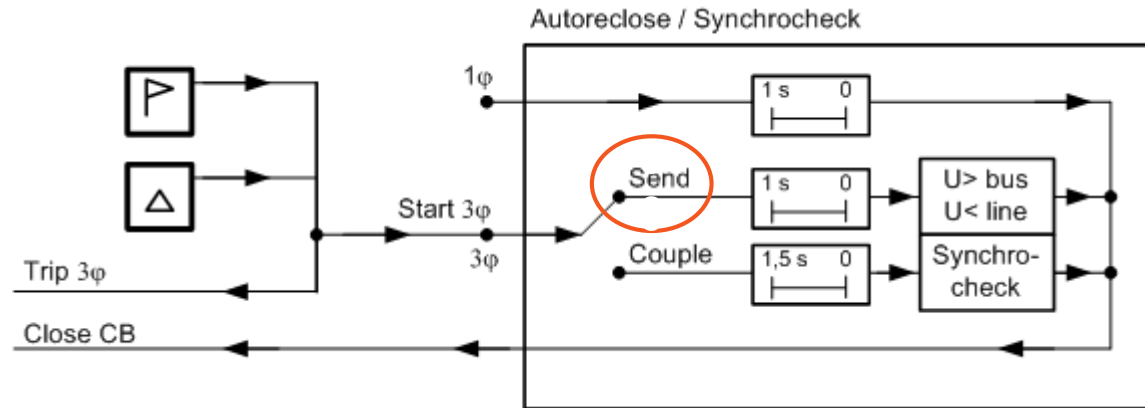 Autoreclose / Synchrocheck
1φ
1 s 0
Send
1 s 0
U> bus
U< line
Start 3φ
3φ
Couple
1,5 s 0
Synchro-
check
Trip 3φ
Close CB